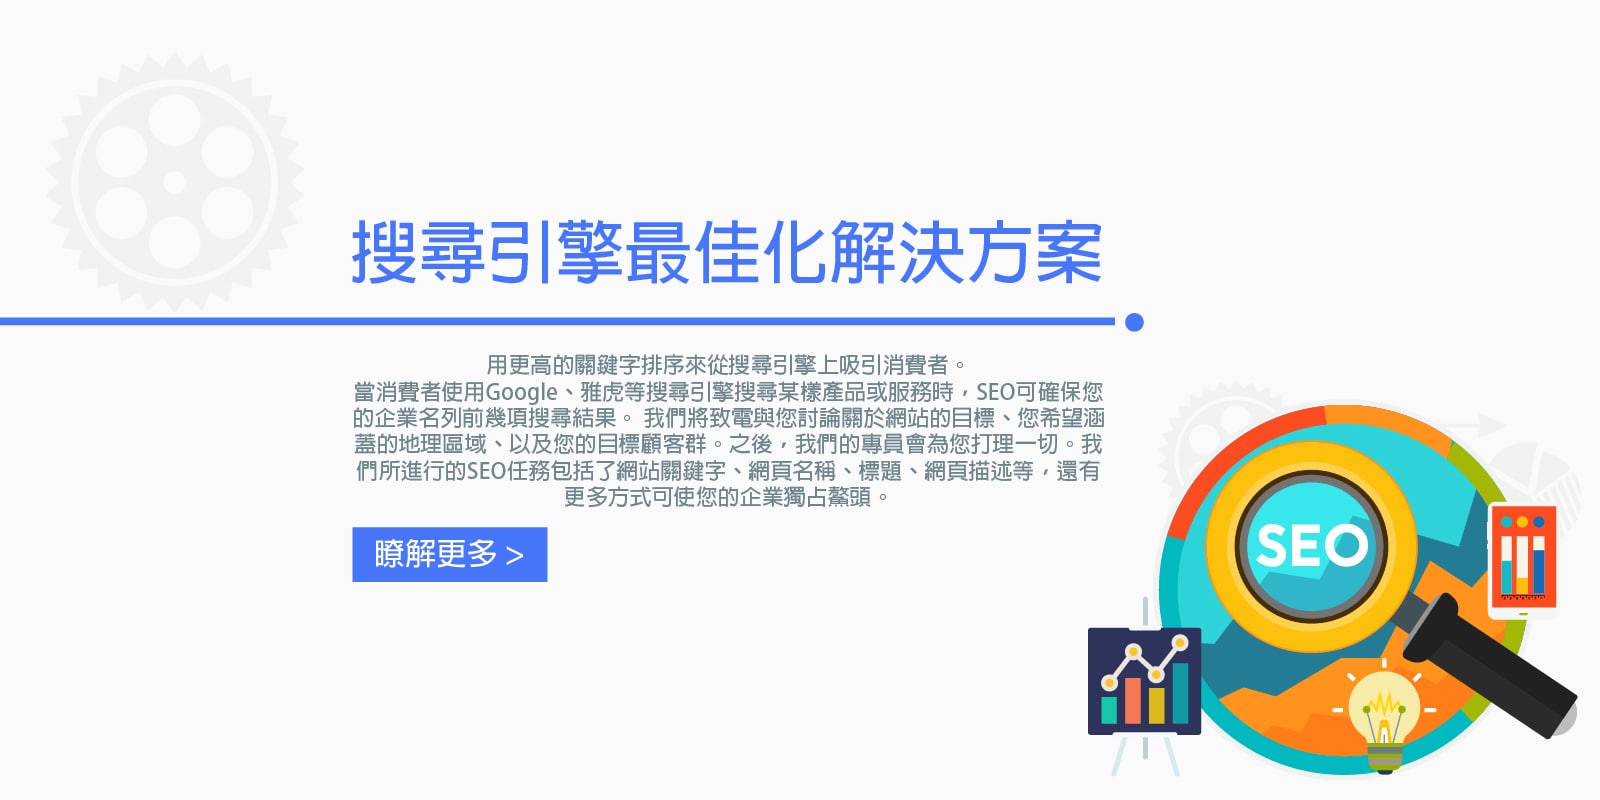 搜尋引擎最佳化解決方案
用更高的關鍵字排序來從搜尋引擎上吸引消費者。
當消費者使用Google、雅虎等搜尋引擎搜尋某樣產品或服務時，SEO可確保您
的企業名列前幾項搜尋結果。 我們將致電與您討論關於網站的目標、您希望涵
蓋的地理區域、以及您的目標顧客群。之後，我們的專員會為您打理一切。我
們所進行的SEO任務包括了網站關鍵字、網頁名稱、標題、網頁描述等，還有
更多方式可使您的企業獨占鰲頭。
瞭解更多 >
SEO